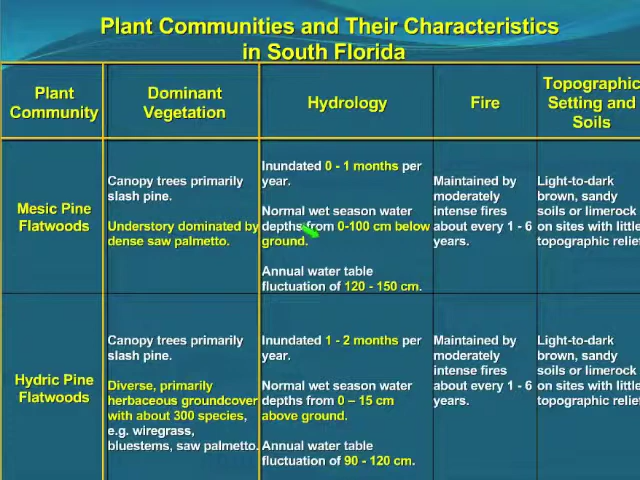 Plant Communities and Their Characteristics
in South Florida
Plant
Community
Dominant
Vegetation
Hydrology
Fire
Topographic
Setting and
Soils
Mesic Pine
Flatwoods
Canopy trees primarily
slash pine.
Understory dominated by
dense saw palmetto.
Inundated 0 - 1 months per
year.
Normal wet season water
depths from 0-100 cm below
ground.
Annual water table
fluctuation of 120 - 150 cm.
Maintained by
moderately
intense fires
about every 1 - 6
years.
Light-to-dark
brown, sandy
soils or limerock
on sites with little
topographic relief
Hydric Pine
Flatwoods
Canopy trees primarily
slash pine.
Diverse, primarily
herbaceous groundcover
with about 300 species,
e.g. wiregrass,
bluestems, saw palmetto.
Inundated 1 - 2 months per
year.
Normal wet season water
depths from 0 – 15 cm
above ground.
Annual water table
fluctuation of 90 - 120 cm.
Maintained by
moderately
intense fires
about every 1 - 6
years.
Light-to-dark
brown, sandy
soils or limerock
on sites with little
topographic relief